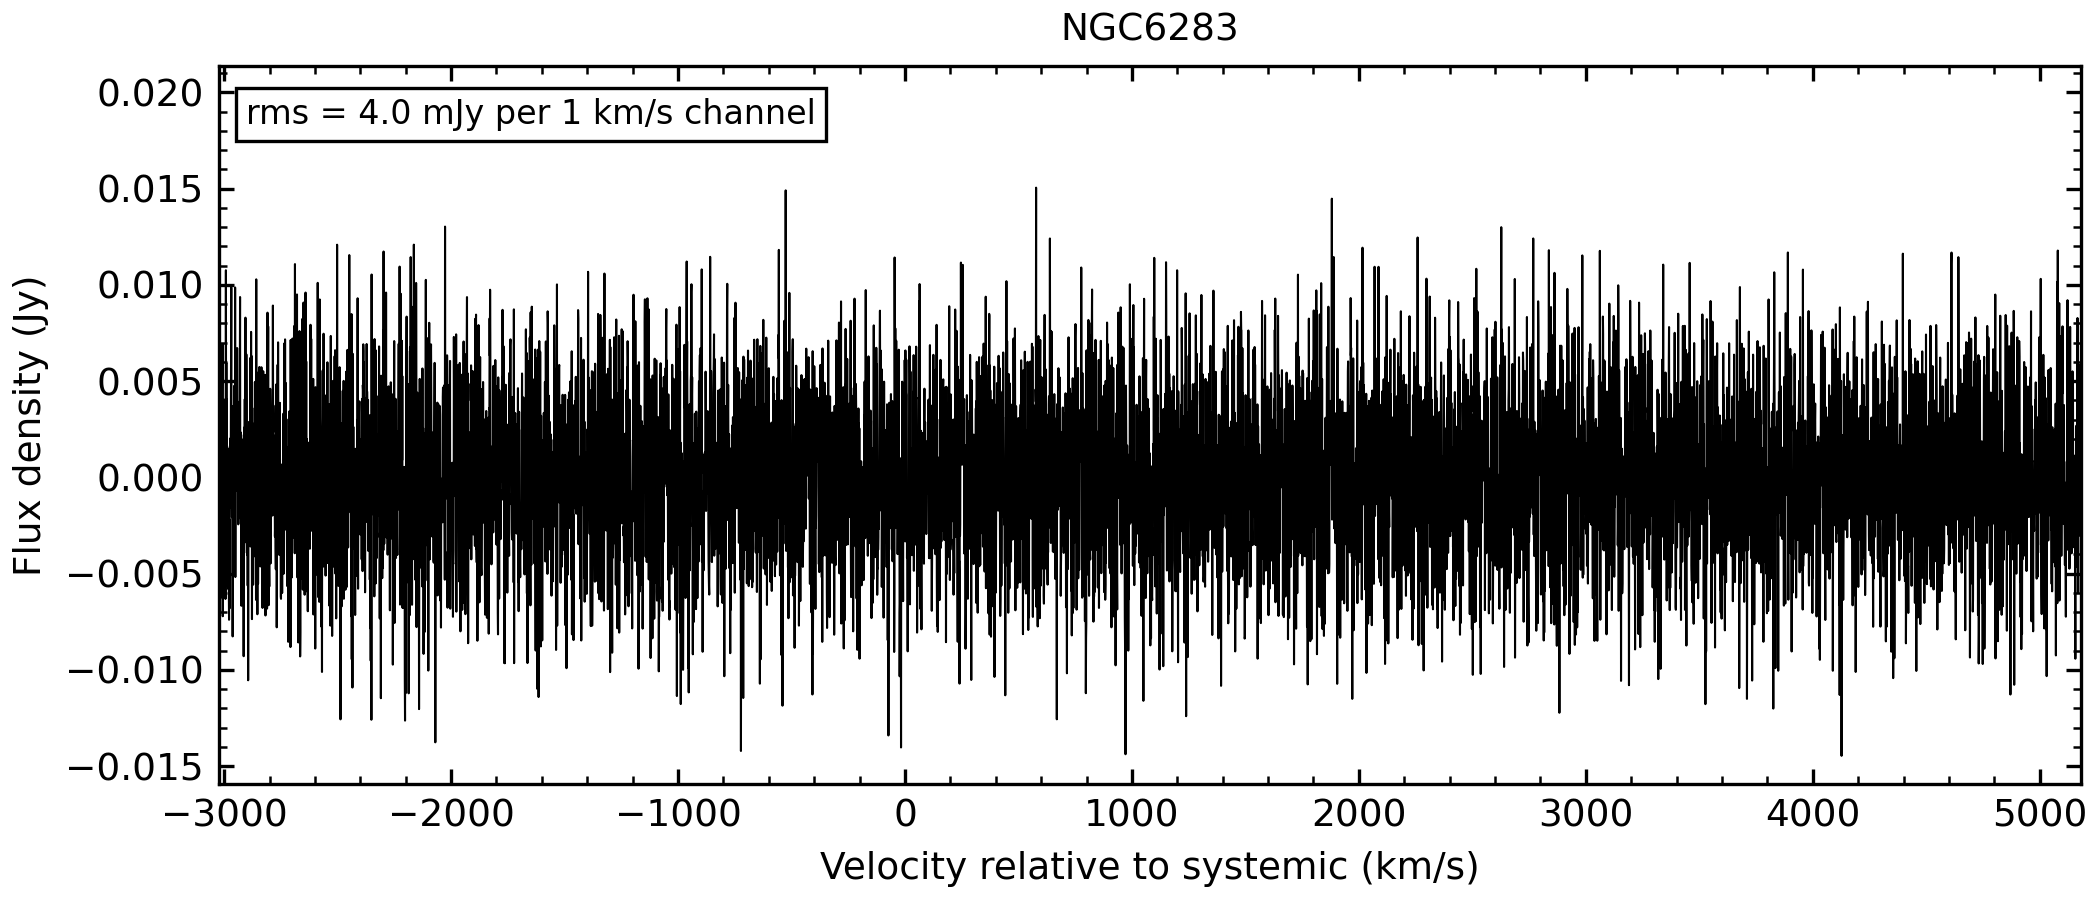 NGC6283
rms = 4.0 mJy per 1 km/s channel
0.020
0.015
0.010
0.005
0.000
−0.005
−0.010
−0.015
Flux density (Jy)
−3000 −2000 −1000 0 1000 2000 3000 4000 5000
Velocity relative to systemic (km/s)